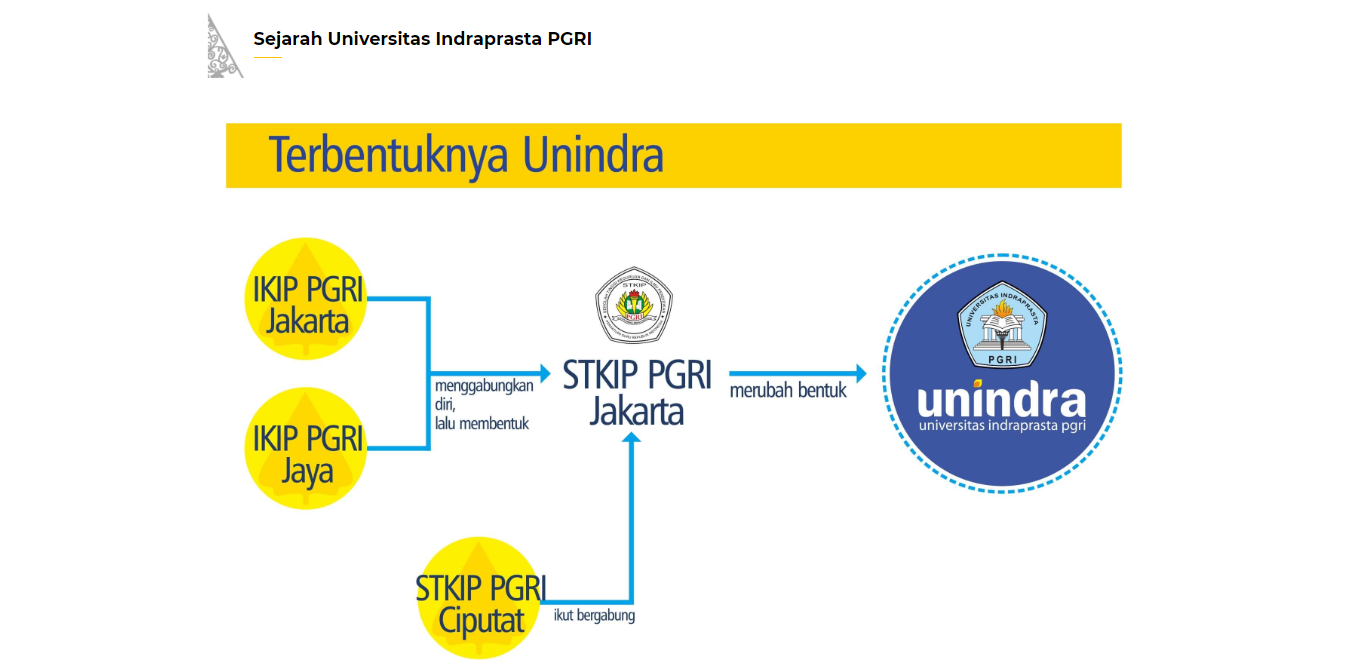 Sejarah Universitas Indraprasta PGRI
Terbentuknya Unindra
IKIP PGRI
Jakarta
IKIP PGRI
Jaya
menggabungkan
diri,
lalu membentuk
STKIP
PGRI
STKIP PGRI
Jakarta
merubah bentuk
UNIVERSITAS INDRAPRASTA
PGRI
unindra
universitas indraprasta pgri
STKIP PGRI
Ciputat
ikut bergabung